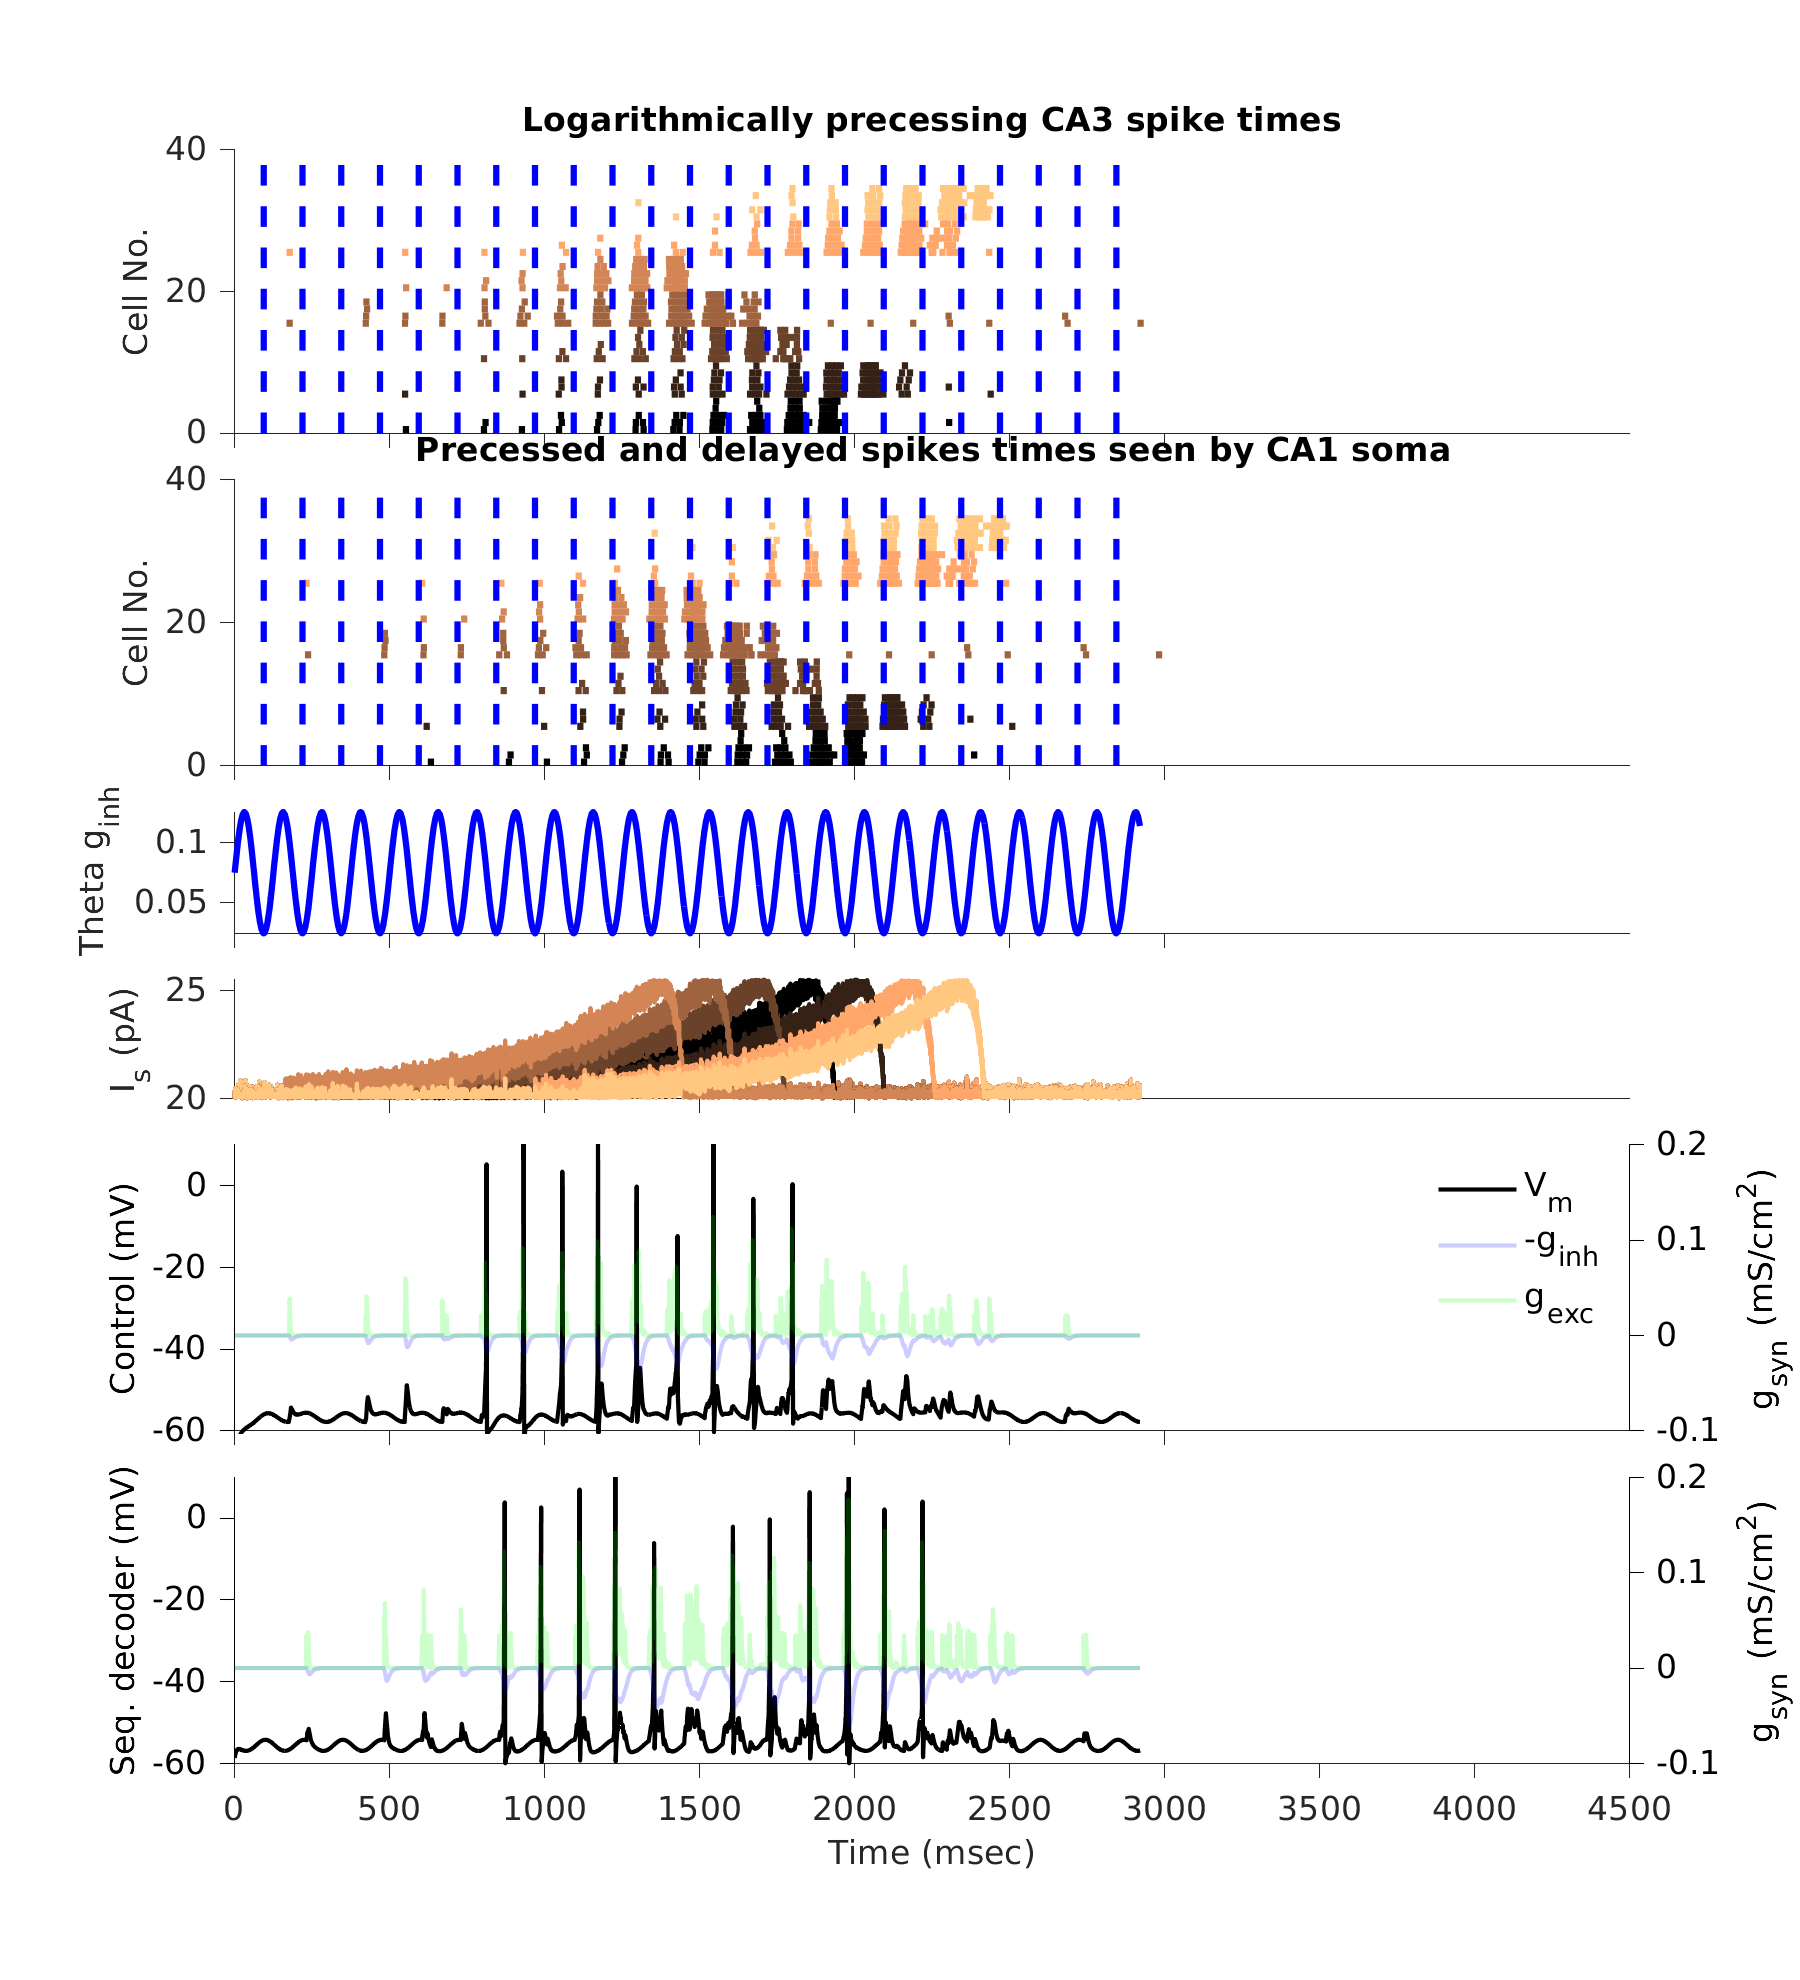 Logarithmically precessing CA3 spike times
40
20
0
Cell No.
Precessed and delayed spikes times seen by CA1 soma
40
20
0
Cell No.
0.1
0.05
Theta g_inh
25
20
I_s (pA)
0
-20
-40
-60
Control (mV)
V_m
-g_inh
g_exc
0.2
0.1
0
-0.1
g_syn (mS/cm^2)
0
-20
-40
-60
Seq. decoder (mV)
0.2
0.1
0
-0.1
g_syn (mS/cm^2)
0 500 1000 1500 2000 2500 3000 3500 4000 4500
Time (msec)